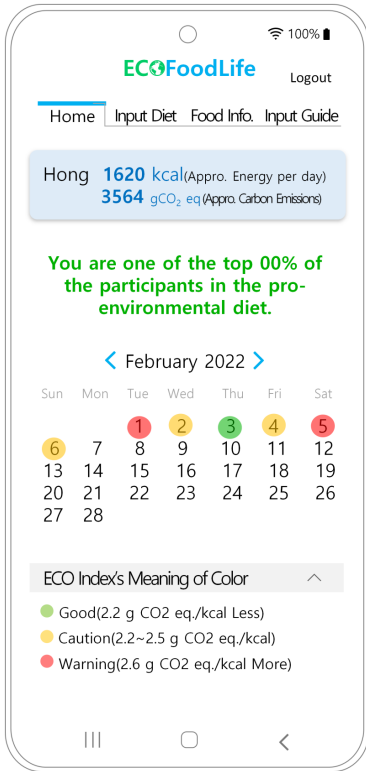 100%
ECOFoodLife
Logout
Home Input Diet Food Info. Input Guide
Hong 1620 kcal(Appro. Energy per day)
3564 gCO₂ eq(Appro. Carbon Emissions)
You are one of the top 00% of
the participants in the pro-
environmental diet.
February 2022
Sun Mon Tue Wed Thu Fri Sat
1 2 3 4 5
6 7 8 9 10 11 12
13 14 15 16 17 18 19
20 21 22 23 24 25 26
27 28
ECO Index's Meaning of Color
Good(2.2 g CO2 eq./kcal Less)
Caution(2.2~2.5 g CO2 eq./kcal)
Warning(2.6 g CO2 eq./kcal More)